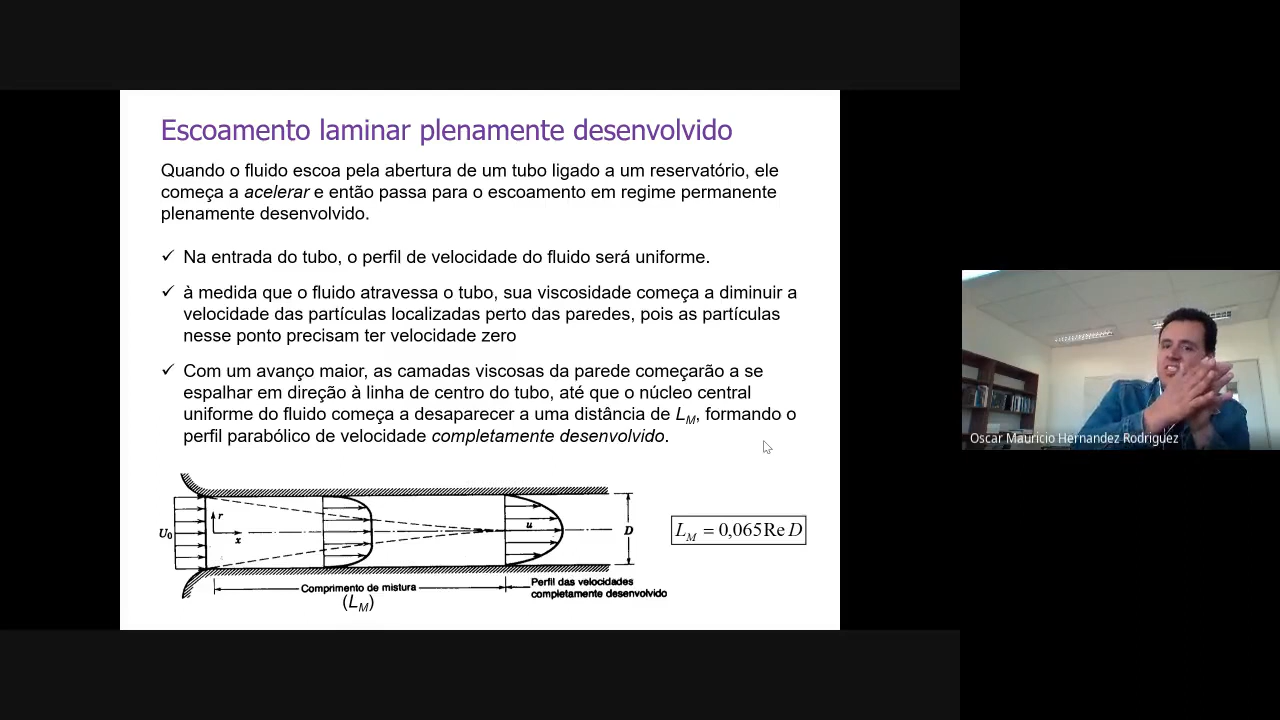 Escoamento laminar plenamente desenvolvido
Quando o fluido escoa pela abertura de um tubo ligado a um reservatório, ele
começa a acelerar e então passa para o escoamento em regime permanente
plenamente desenvolvido.
✓ Na entrada do tubo, o perfil de velocidade do fluido será uniforme.
✓ à medida que o fluido atravessa o tubo, sua viscosidade começa a diminuir a
velocidade das partículas localizadas perto das paredes, pois as partículas
nesse ponto precisam ter velocidade zero
✓ Com um avanço maior, as camadas viscosas da parede começarão a se
espalhar em direção à linha de centro do tubo, até que o núcleo central
uniforme do fluido começa a desaparecer a uma distância de L_M, formando o
perfil parabólico de velocidade completamente desenvolvido.
U₀
r
x
u
D
L_M = 0,065 Re D
Comprimento de mistura
(L_M)
Perfil das velocidades
completamente desenvolvido
Oscar Mauricio Hernandez Rodriguez